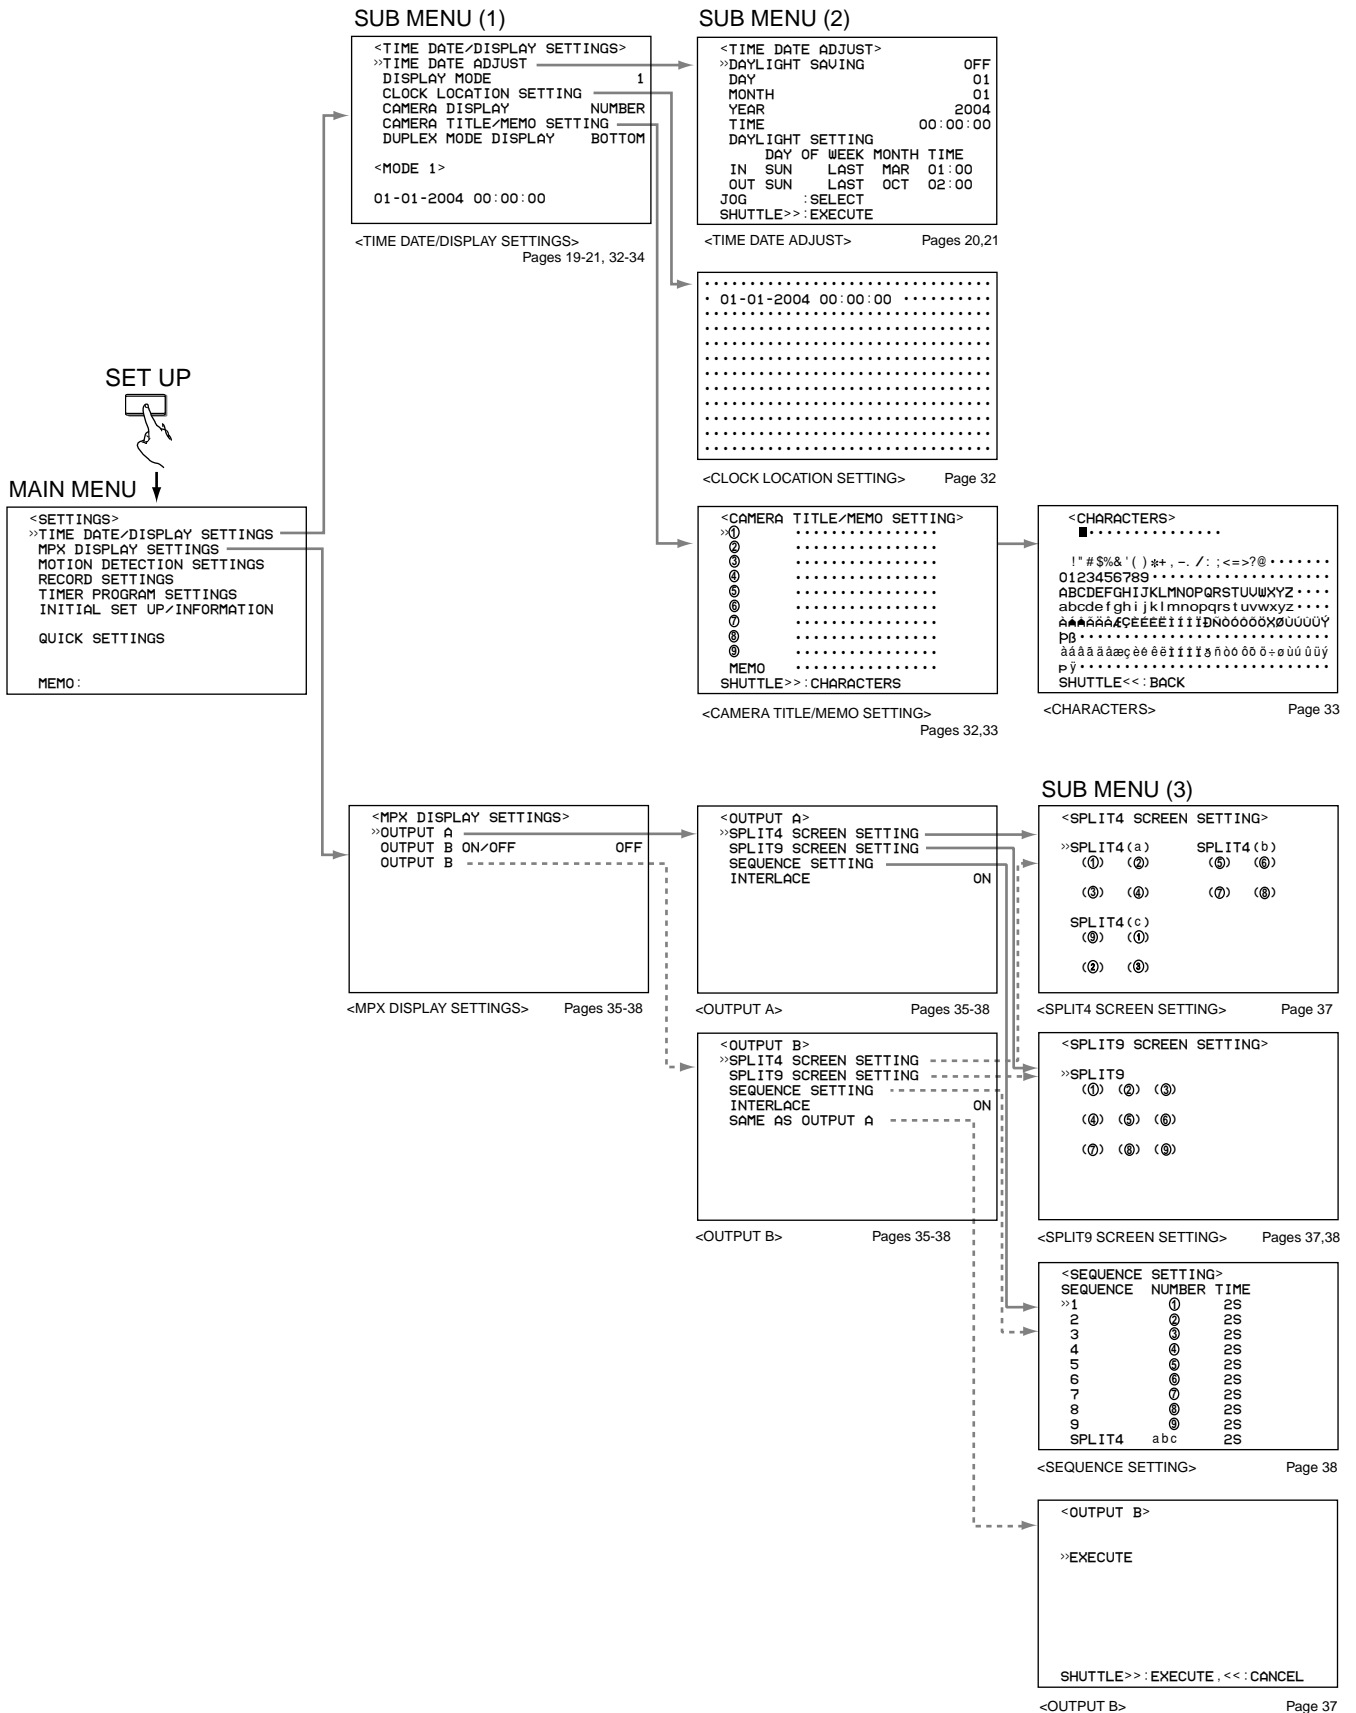 SUB MENU (1)
SUB MENU (2)
<TIME DATE/DISPLAY SETTINGS>
»TIME DATE ADJUST
DISPLAY MODE 1
CLOCK LOCATION SETTING
CAMERA DISPLAY NUMBER
CAMERA TITLE/MEMO SETTING
DUPLEX MODE DISPLAY BOTTOM
<MODE 1>
01-01-2004 00:00:00
<TIME DATE/DISPLAY SETTINGS>
Pages 19-21, 32-34
<TIME DATE ADJUST>
»DAYLIGHT SAVING OFF
DAY 01
MONTH 01
YEAR 2004
TIME 00:00:00
DAYLIGHT SETTING
DAY OF WEEK MONTH TIME
IN SUN LAST MAR 01:00
OUT SUN LAST OCT 02:00
JOG :SELECT
SHUTTLE>>:EXECUTE
<TIME DATE ADJUST> Pages 20,21
01-01-2004 00:00:00
<CLOCK LOCATION SETTING> Page 32
SET UP
MAIN MENU
<SETTINGS>
»TIME DATE/DISPLAY SETTINGS
MPX DISPLAY SETTINGS
MOTION DETECTION SETTINGS
RECORD SETTINGS
TIMER PROGRAM SETTINGS
INITIAL SET UP/INFORMATION
QUICK SETTINGS
MEMO:
<CAMERA TITLE/MEMO SETTING>
»①
②
③
④
⑤
⑥
⑦
⑧
⑨
MEMO
SHUTTLE>>:CHARACTERS
<CAMERA TITLE/MEMO SETTING>
Pages 32,33
<CHARACTERS>
!"#$%&'()*+,-./:;<=>?@
0123456789
ABCDEFGHIJKLMNOPQRSTUVWXYZ
abcdefghijklmnopqrstuvwxyz
Þß
þÿ
SHUTTLE<<:BACK
<CHARACTERS> Page 33
<MPX DISPLAY SETTINGS>
»OUTPUT A
OUTPUT B ON/OFF OFF
OUTPUT B
<MPX DISPLAY SETTINGS> Pages 35-38
<OUTPUT A>
»SPLIT4 SCREEN SETTING
SPLIT9 SCREEN SETTING
SEQUENCE SETTING
INTERLACE ON
<OUTPUT A> Pages 35-38
<OUTPUT B>
»SPLIT4 SCREEN SETTING
SPLIT9 SCREEN SETTING
SEQUENCE SETTING
INTERLACE ON
SAME AS OUTPUT A
<OUTPUT B> Pages 35-38
SUB MENU (3)
<SPLIT4 SCREEN SETTING>
»SPLIT4(a) SPLIT4(b)
(①) (②) (⑤) (⑥)
(③) (④) (⑦) (⑧)
SPLIT4(c)
(⑨) (①)
(②) (③)
<SPLIT4 SCREEN SETTING> Page 37
<SPLIT9 SCREEN SETTING>
»SPLIT9
(①) (②) (③)
(④) (⑤) (⑥)
(⑦) (⑧) (⑨)
<SPLIT9 SCREEN SETTING> Pages 37,38
<SEQUENCE SETTING>
SEQUENCE NUMBER TIME
»1 ① 2S
2 ② 2S
3 ③ 2S
4 ④ 2S
5 ⑤ 2S
6 ⑥ 2S
7 ⑦ 2S
8 ⑧ 2S
9 ⑨ 2S
SPLIT4 abc 2S
<SEQUENCE SETTING> Page 38
<OUTPUT B>
»EXECUTE
SHUTTLE>>:EXECUTE,<<:CANCEL
<OUTPUT B> Page 37